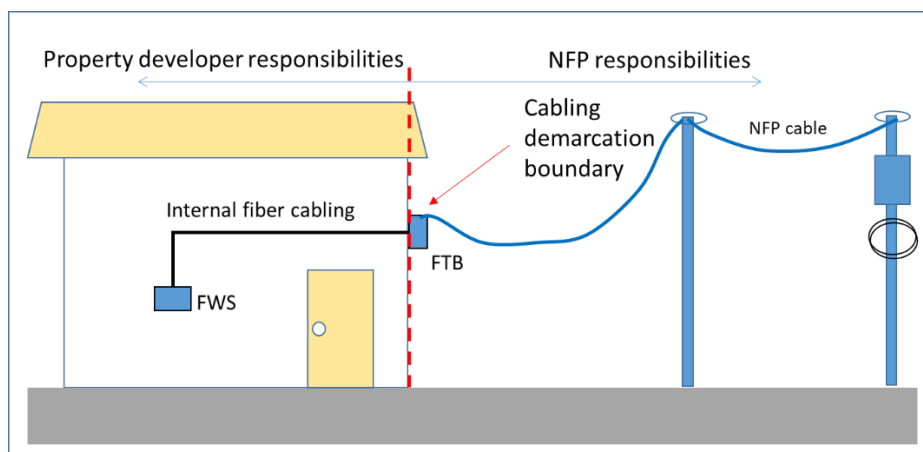 Property developer responsibilities
NFP responsibilities
Cabling
demarcation
boundary
NFP cable
Internal fiber cabling
FTB
FWS